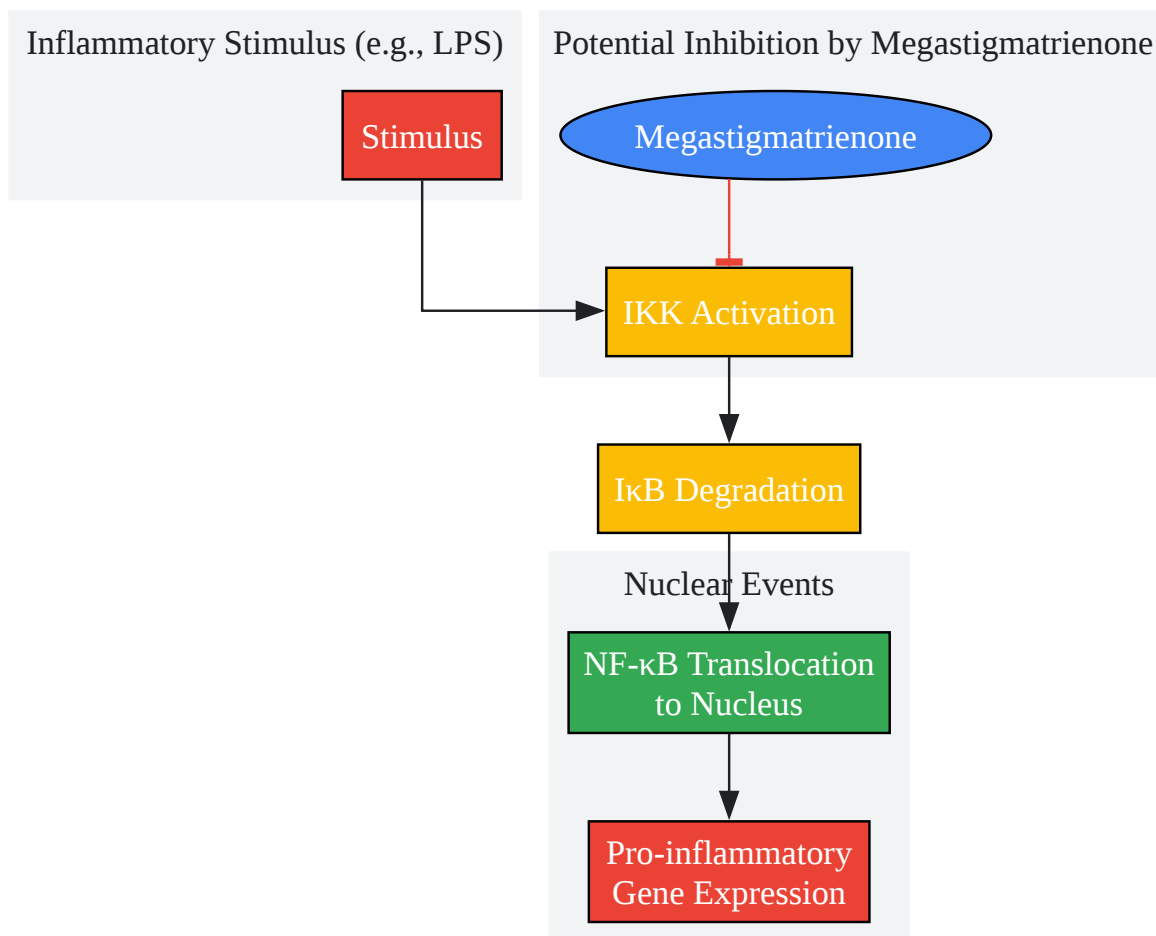 Inflammatory Stimulus (e.g., LPS)
Potential Inhibition by Megastigmatrienone
Stimulus
Megastigmatrienone
IKK Activation
IκB Degradation
Nuclear Events
NF-κB Translocation
to Nucleus
Pro-inflammatory
Gene Expression